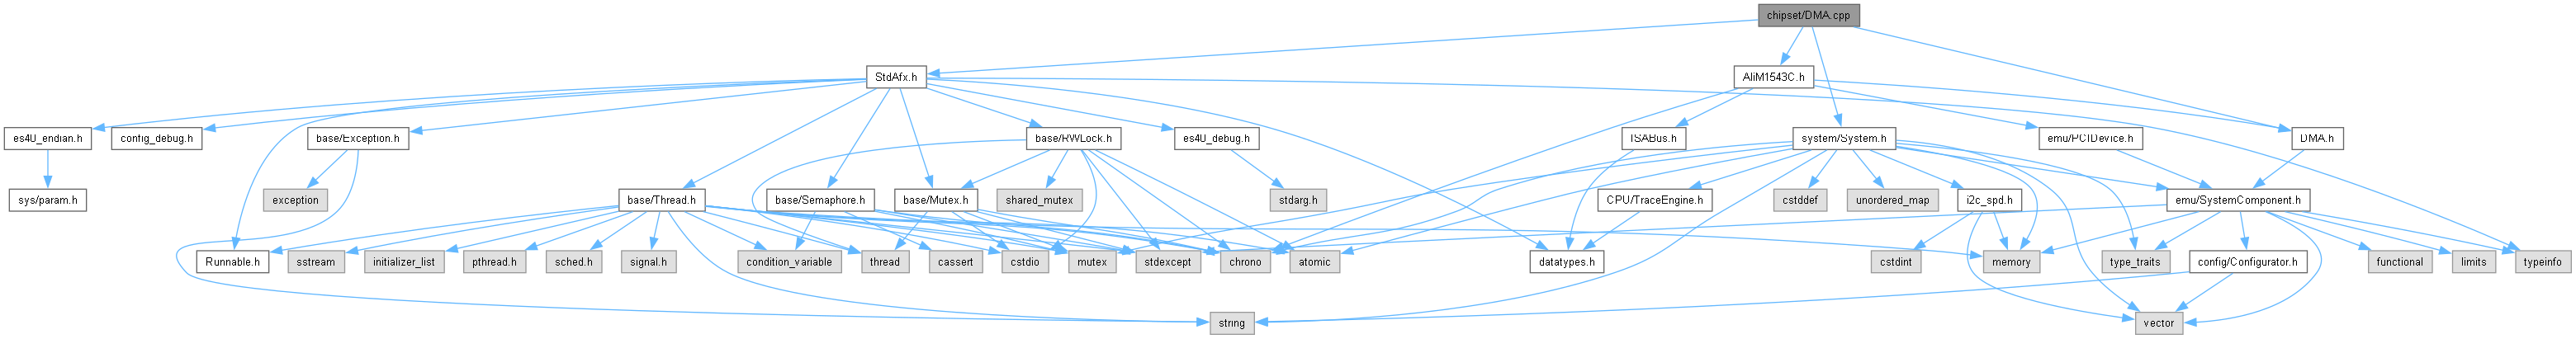 chipset/DMA.cpp
StdAfx.h
AliM1543C.h
es40_endian.h
config_debug.h
base/Exception.h
base/RWLock.h
es40_debug.h
ISABus.h
system/System.h
emu/PCIDevice.h
DMA.h
sys/param.h
exception
base/Thread.h
base/Semaphore.h
base/Mutex.h
shared_mutex
stdarg.h
CPU/TraceEngine.h
cstddef
unordered_map
i2c_spd.h
emu/SystemComponent.h
Runnable.h
sstream
initializer_list
pthread.h
sched.h
signal.h
condition_variable
thread
cassert
cstdio
mutex
stdexcept
chrono
atomic
datatypes.h
cstdint
memory
type_traits
config/Configurator.h
functional
limits
typeinfo
string
vector